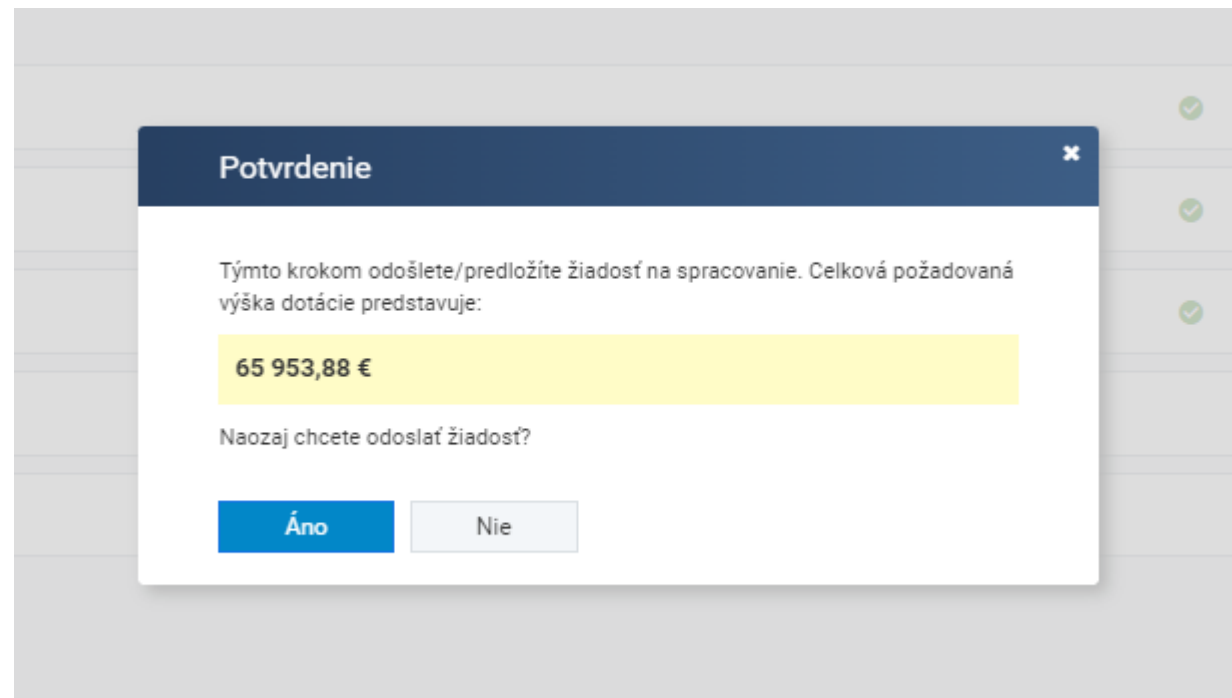 Potvrdenie
Týmto krokom odošlete/predložíte žiadosť na spracovanie. Celková požadovaná
výška dotácie predstavuje:
65 953,88 €
Naozaj chcete odoslať žiadosť?
Áno
Nie